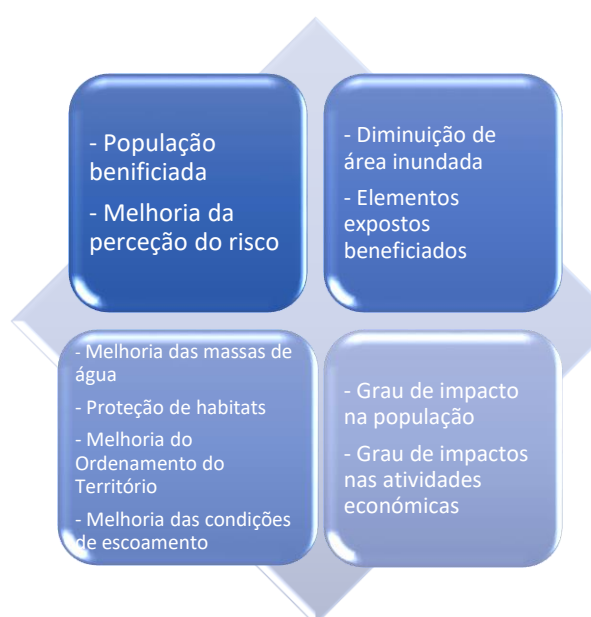 - População
benificiada
- Melhoria da
perceção do risco
- Diminuição de
área inundada
- Elementos
expostos
beneficiados
- Melhoria das massas de
água
- Proteção de habitats
- Melhoria do
Ordenamento do
Território
- Melhoria das condições
de escoamento
- Grau de impacto
na população
- Grau de impactos
nas atividades
económicas